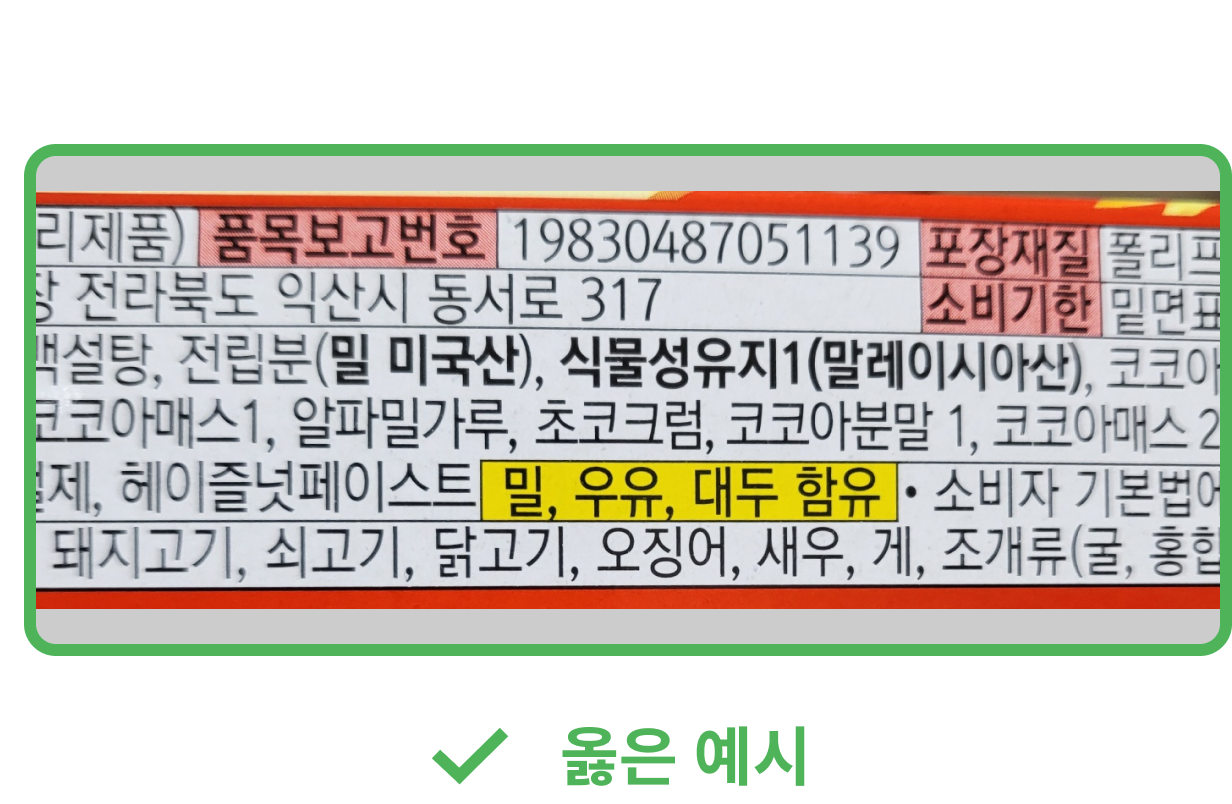 리제품) 품목보고번호 19830487051139 포장재질 폴리프
장 전라북도 익산시 동서로 317 소비기한 밑면표
백설탕, 전립분(밀 미국산), 식물성유지1(말레이시아산), 코코아
코코아매스1, 알파밀가루, 초코크럼, 코코아분말 1, 코코아매스 2
제, 헤이즐넛페이스트 밀, 우유, 대두 함유 • 소비자 기본법에
돼지고기, 쇠고기, 닭고기, 오징어, 새우, 게, 조개류(굴, 홍합
옳은 예시